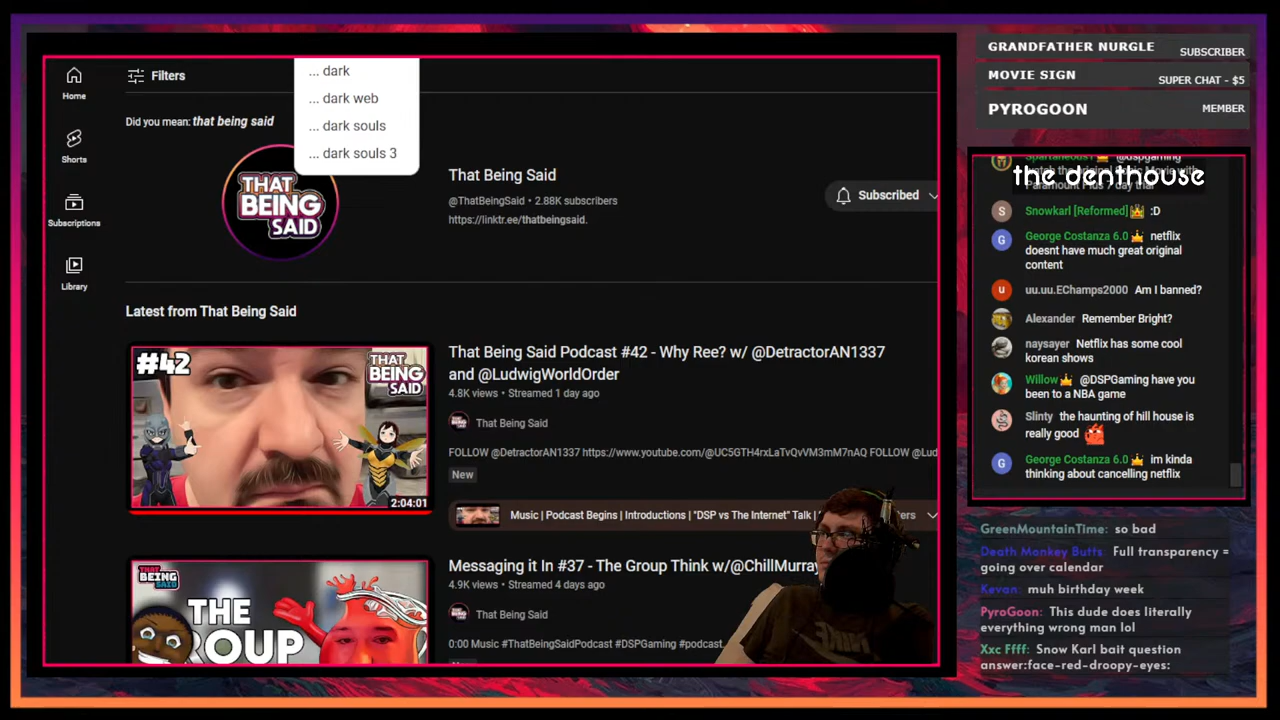 Home
Shorts
Subscriptions
Library
Filters
... dark
... dark web
... dark souls
... dark souls 3
Did you mean: that being said
THAT
BEING
SAID
That Being Said
@ThatBeingSaid • 2.88K subscribers
https://linktr.ee/thatbeingsaid.
Subscribed
Latest from That Being Said
#42
THAT
BEING
SAID
2:04:01
That Being Said Podcast #42 - Why Ree? w/ @DetractorAN1337
and @LudwigWorldOrder
4.8K views • Streamed 1 day ago
That Being Said
FOLLOW @DetractorAN1337 https://www.youtube.com/@UC5GTH4rxLaTvQvVM3mM7nAQ FOLLOW @Lud
New
Music | Podcast Begins | Introductions | "DSP vs The Internet" Talk |
THAT
BEING
SAID
THE
GROUP
Messaging it In #37 - The Group Think w/@ChillMurray
4.9K views • Streamed 4 days ago
That Being Said
0:00 Music #ThatBeingSaidPodcast #DSPGaming #podcast
GRANDFATHER NURGLE SUBSCRIBER
MOVIE SIGN SUPER CHAT - $5
PYROGOON MEMBER
the denthouse
Paramount Plus 7 day trial
Snowkarl [Reformed] :D
George Costanza 6.0 netflix
doesnt have much great original
content
uu.uu.EChamps2000 Am I banned?
Alexander Remember Bright?
naysayer Netflix has some cool
korean shows
Willow @DSPGaming have you
been to a NBA game
Slinty the haunting of hill house is
really good
George Costanza 6.0 im kinda
thinking about cancelling netflix
GreenMountainTime: so bad
Death Monkey Butts: Full transparency =
going over calendar
Kevan: muh birthday week
PyroGoon: This dude does literally
everything wrong man lol
Xxc Ffff: Snow Karl bait question
answer:face-red-droopy-eyes: